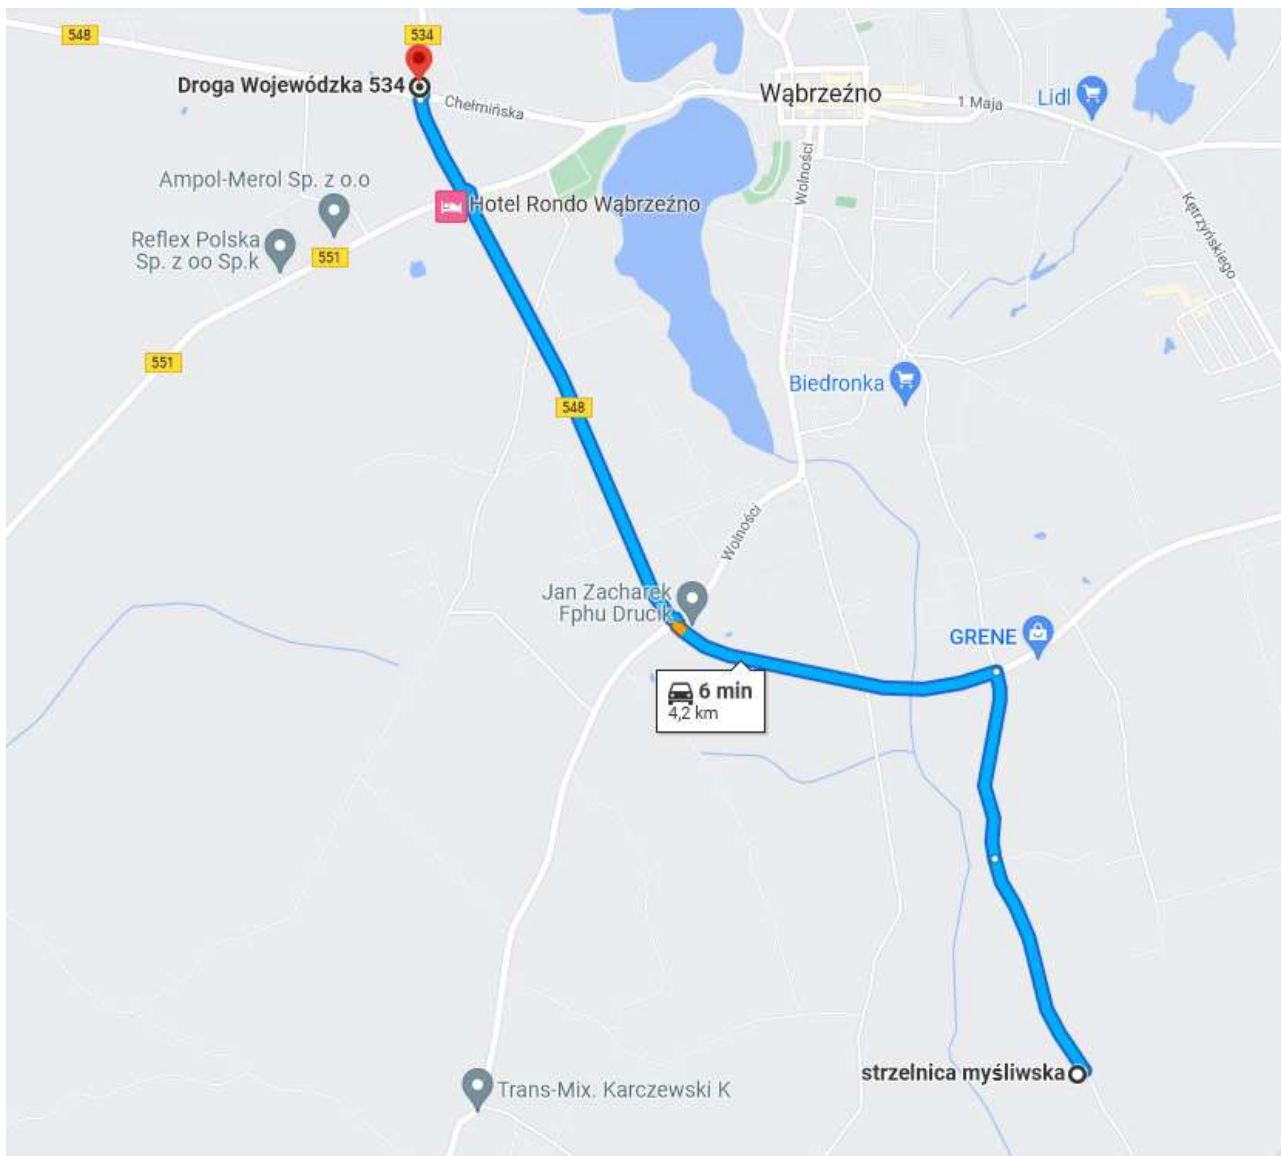 548
534
Droga Wojewódzka 534
Chełmińska
Wąbrzeźno
1 Maja
Lidl
Wolności
Ampol-Merol Sp. z o.o
Hotel Rondo Wąbrzeźno
Kętrzyńskiego
Reflex Polska
Sp. z oo Sp.k
551
551
Biedronka
548
Wolności
Jan Zacharek
Fphu Drucik
GRENE
6 min
4,2 km
strzelnica myśliwska
Trans-Mix. Karczewski K